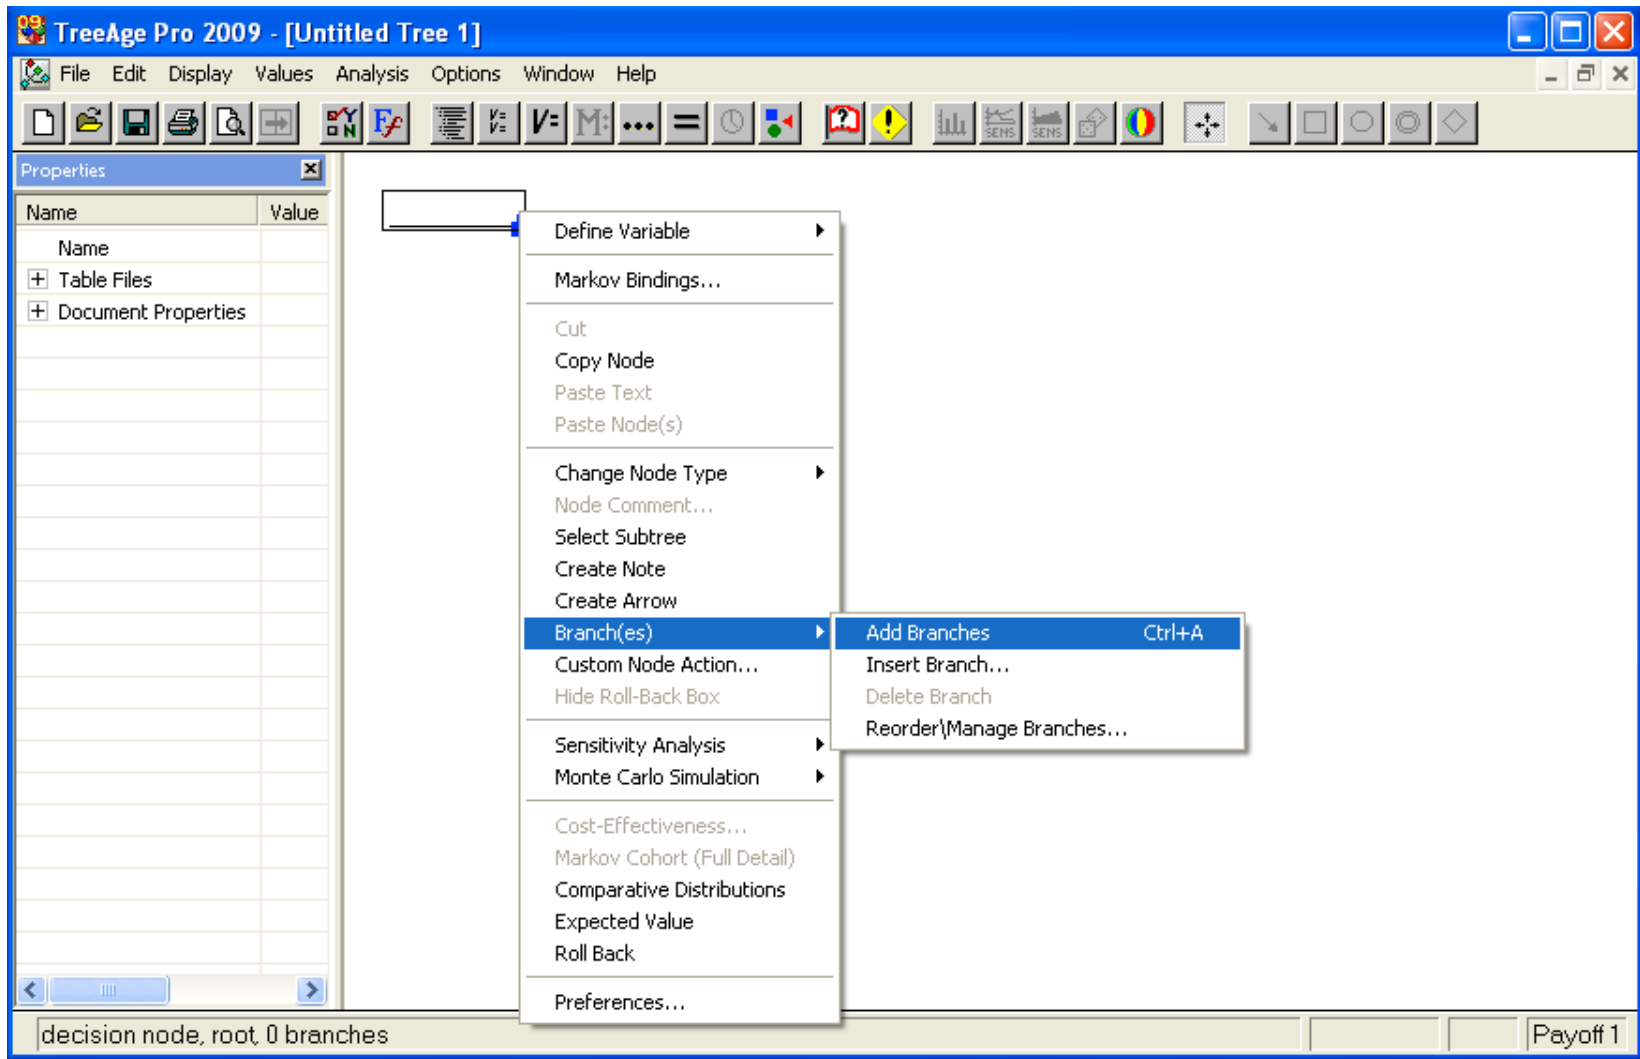 TreeAge Pro 2009 - [Untitled Tree 1]
File Edit Display Values Analysis Options Window Help
Properties
Name Value
Name
Table Files
Document Properties
Define Variable
Markov Bindings...
Cut
Copy Node
Paste Text
Paste Node(s)
Change Node Type
Node Comment...
Select Subtree
Create Note
Create Arrow
Branch(es)
Custom Node Action...
Hide Roll-Back Box
Sensitivity Analysis
Monte Carlo Simulation
Cost-Effectiveness...
Markov Cohort (Full Detail)
Comparative Distributions
Expected Value
Roll Back
Preferences...
Add Branches Ctrl+A
Insert Branch...
Delete Branch
Reorder\Manage Branches...
decision node, root, 0 branches
Payoff 1